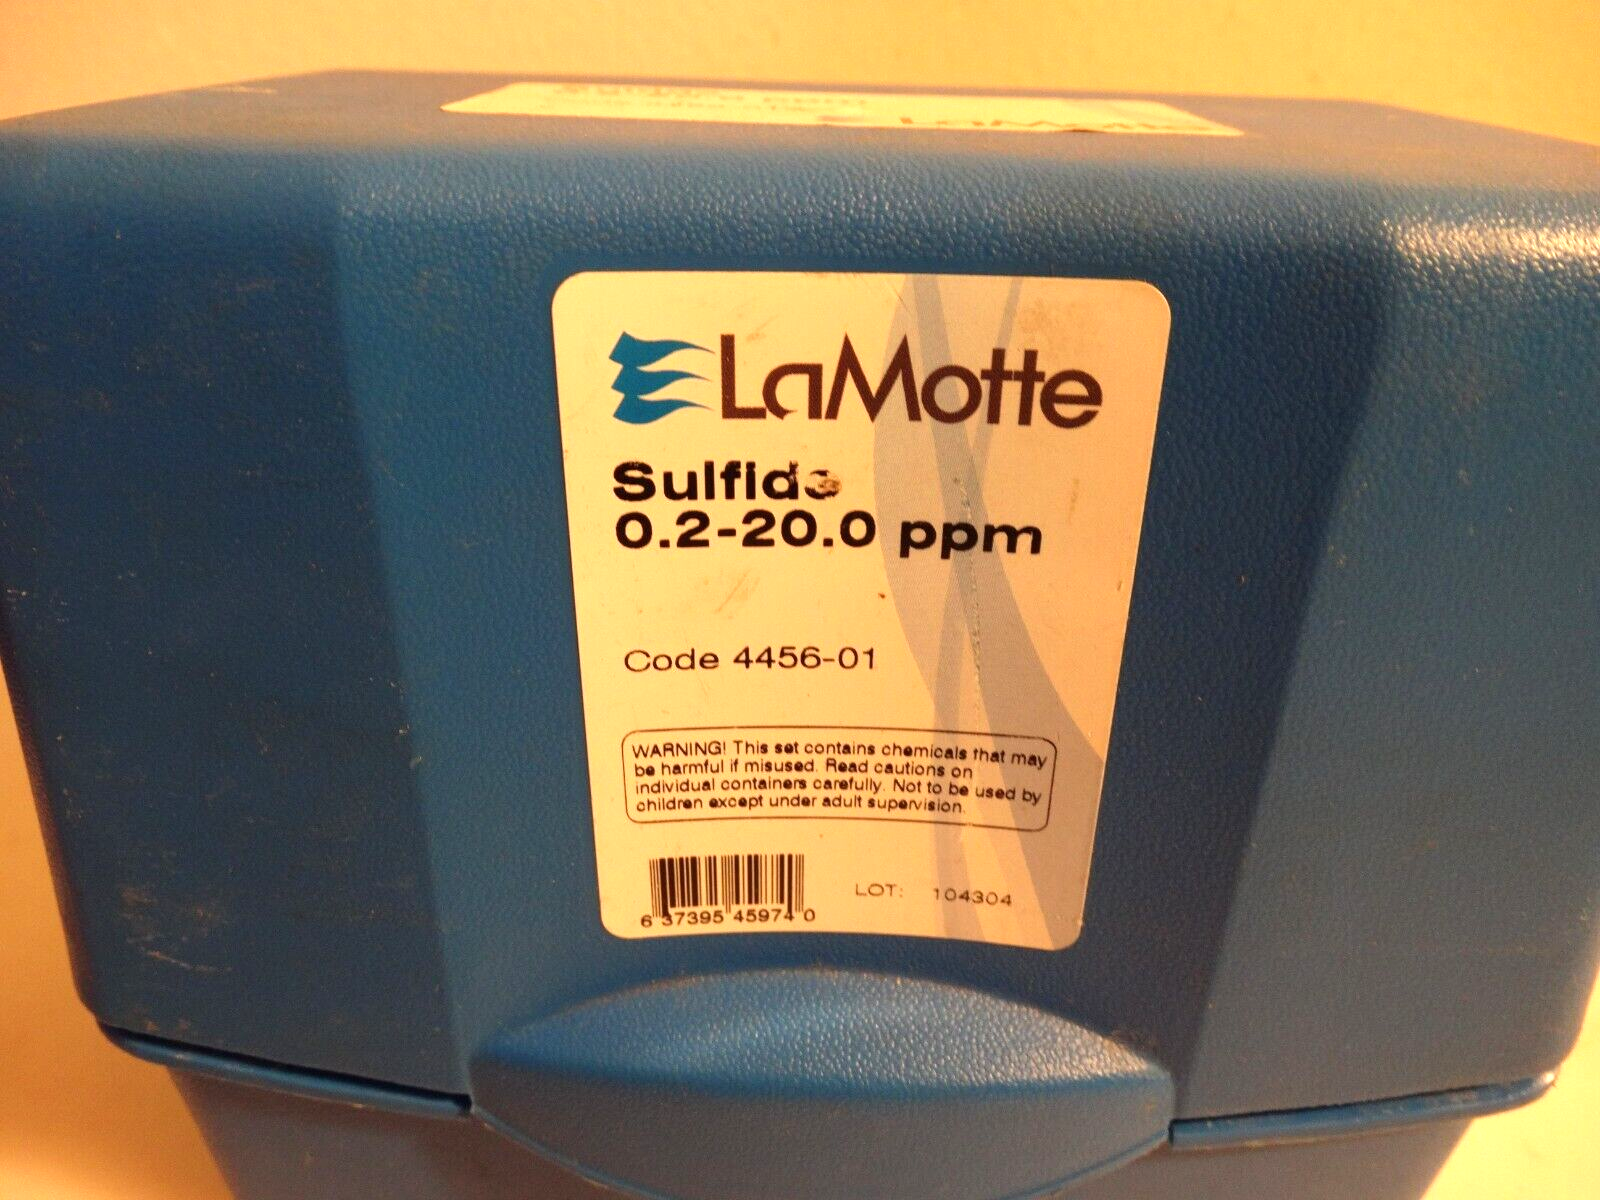 LaMotte
LaMotte
Sulfide
0.2-20.0 ppm
Code 4456-01
WARNING! This set contains chemicals that may
be harmful if misused. Read cautions on
individual containers carefully. Not to be used by
children except under adult supervision.
6 37395 45974 0
LOT: 104304